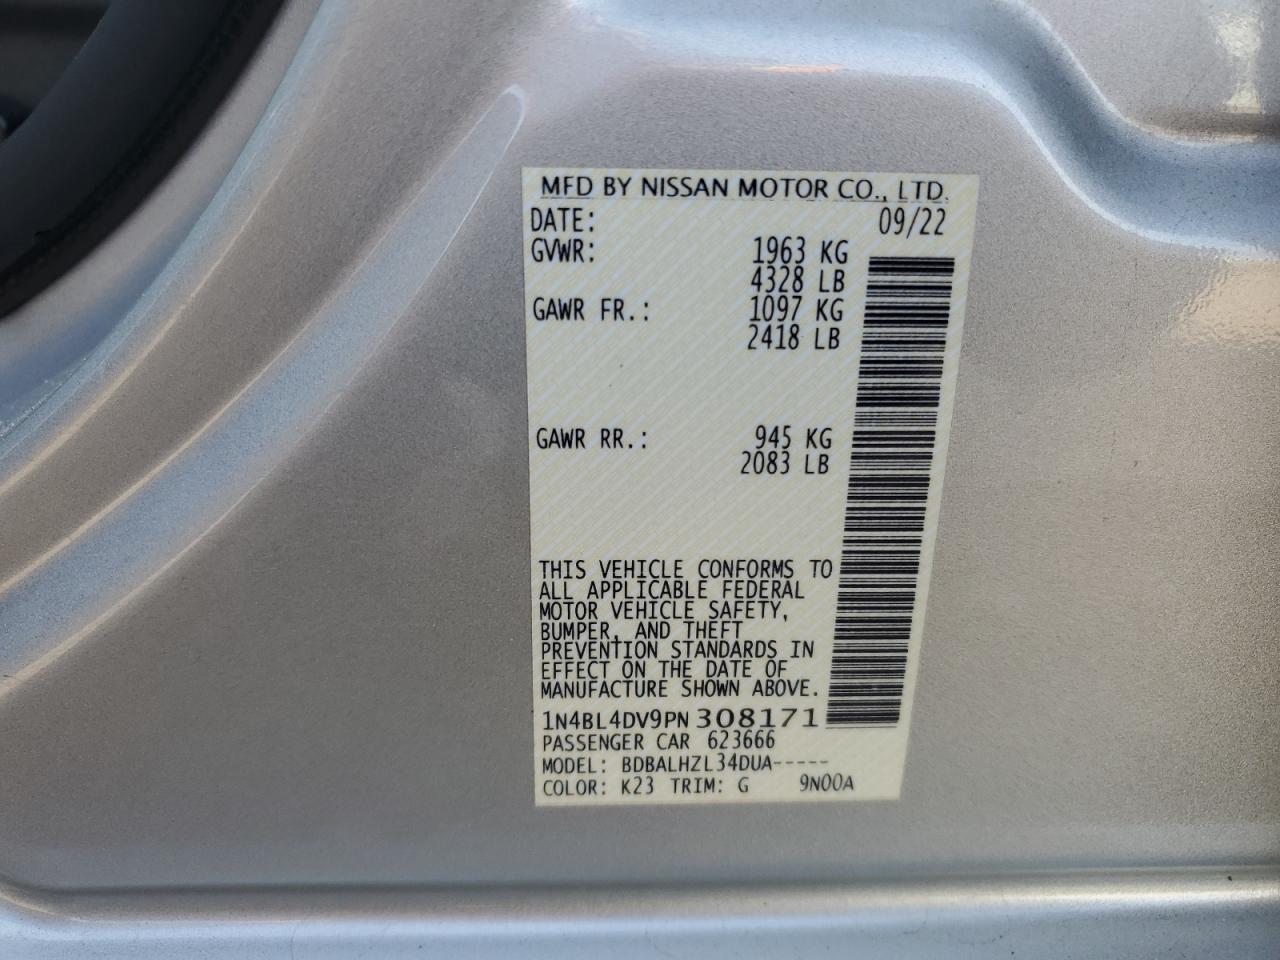 MFD BY NISSAN MOTOR CO., LTD.
DATE: 09/22
GVWR: 1963 KG
4328 LB
GAWR FR.: 1097 KG
2418 LB
GAWR RR.: 945 KG
2083 LB
THIS VEHICLE CONFORMS TO
ALL APPLICABLE FEDERAL
MOTOR VEHICLE SAFETY,
BUMPER, AND THEFT
PREVENTION STANDARDS IN
EFFECT ON THE DATE OF
MANUFACTURE SHOWN ABOVE.
1N4BL4DV9PN308171
PASSENGER CAR 623666
MODEL: BDBALHZL34DUA-----
COLOR: K23 TRIM: G 9N00A